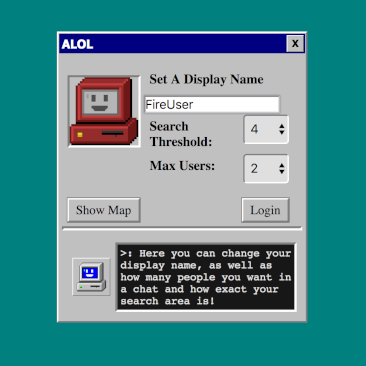 ALOL
X
Set A Display Name
FireUser
Search
Threshold:
4
Max Users:
2
Show Map
Login
>: Here you can change your
display name, as well as
how many people you want in
a chat and how exact your
search area is!